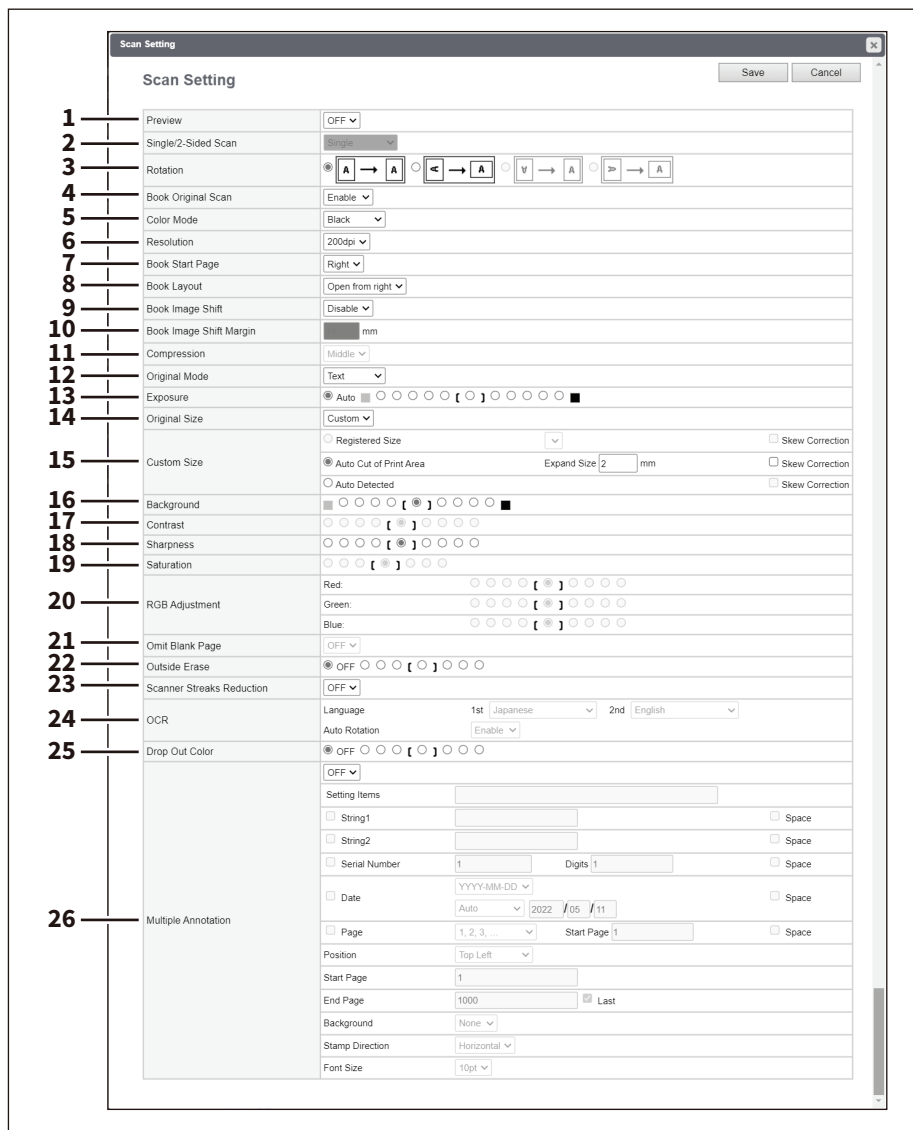 Scan Setting
Scan Setting
Save Cancel
1 Preview OFF
2 Single/2-Sided Scan Single
3 Rotation A → A A → A A → A A → A
4 Book Original Scan Enable
5 Color Mode Black
6 Resolution 200dpi
7 Book Start Page Right
8 Book Layout Open from right
9 Book Image Shift Disable
10 Book Image Shift Margin mm
11 Compression Middle
12 Original Mode Text
13 Exposure Auto [ ]
14 Original Size Custom
Registered Size Skew Correction
15 Custom Size Auto Cut of Print Area Expand Size 2 mm Skew Correction
Auto Detected Skew Correction
16 Background [ ]
17 Contrast [ ]
18 Sharpness [ ]
19 Saturation [ ]
Red: [ ]
20 RGB Adjustment Green: [ ]
Blue: [ ]
21 Omit Blank Page OFF
22 Outside Erase OFF [ ]
23 Scanner Streaks Reduction OFF
24 OCR Language 1st Japanese 2nd English
Auto Rotation Enable
25 Drop Out Color OFF [ ]
26 Multiple Annotation OFF
Setting Items
String1 Space
String2 Space
Serial Number 1 Digits 1 Space
Date YYYY-MM-DD Space
Auto 2022 / 05 / 11
Page 1, 2, 3, ... Start Page 1 Space
Position Top Left
Start Page 1
End Page 1000 Last
Background None
Stamp Direction Horizontal
Font Size 10pt